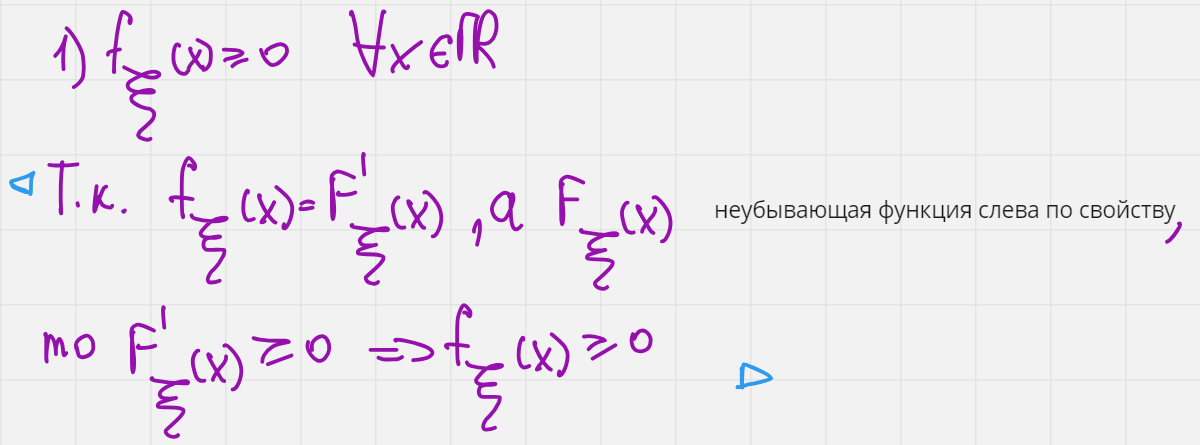 1) f_ξ(x) ≥ 0 ∀x ∈ ℝ
Т.к. f_ξ(x) = F'_ξ(x), а F_ξ(x) неубывающая функция слева по свойству,
то F'_ξ(x) ≥ 0 => f_ξ(x) ≥ 0